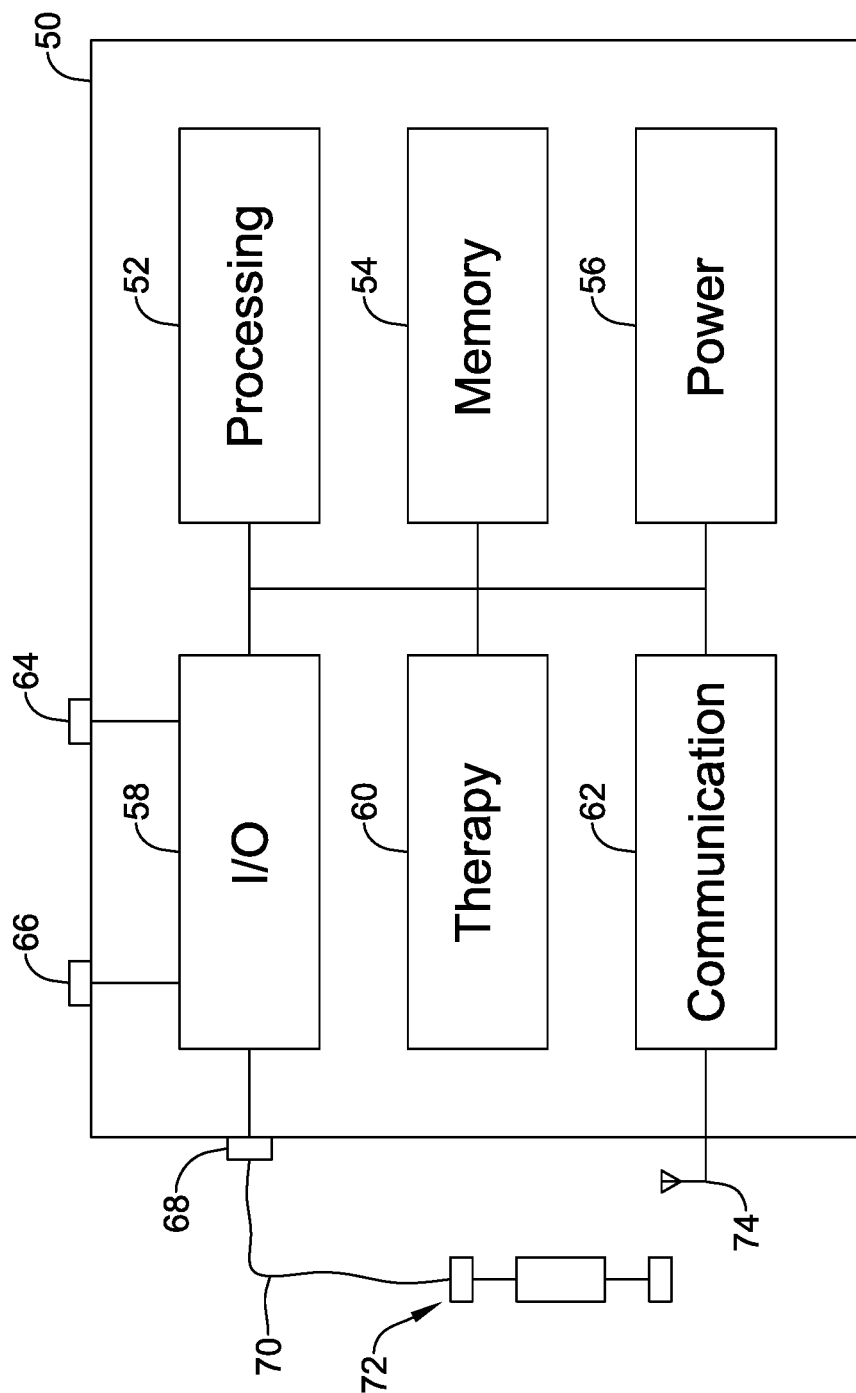 50
64
66
52
58
Processing
I/O
68
54
60
Memory
Therapy
70
72
56
62
Power
Communication
74